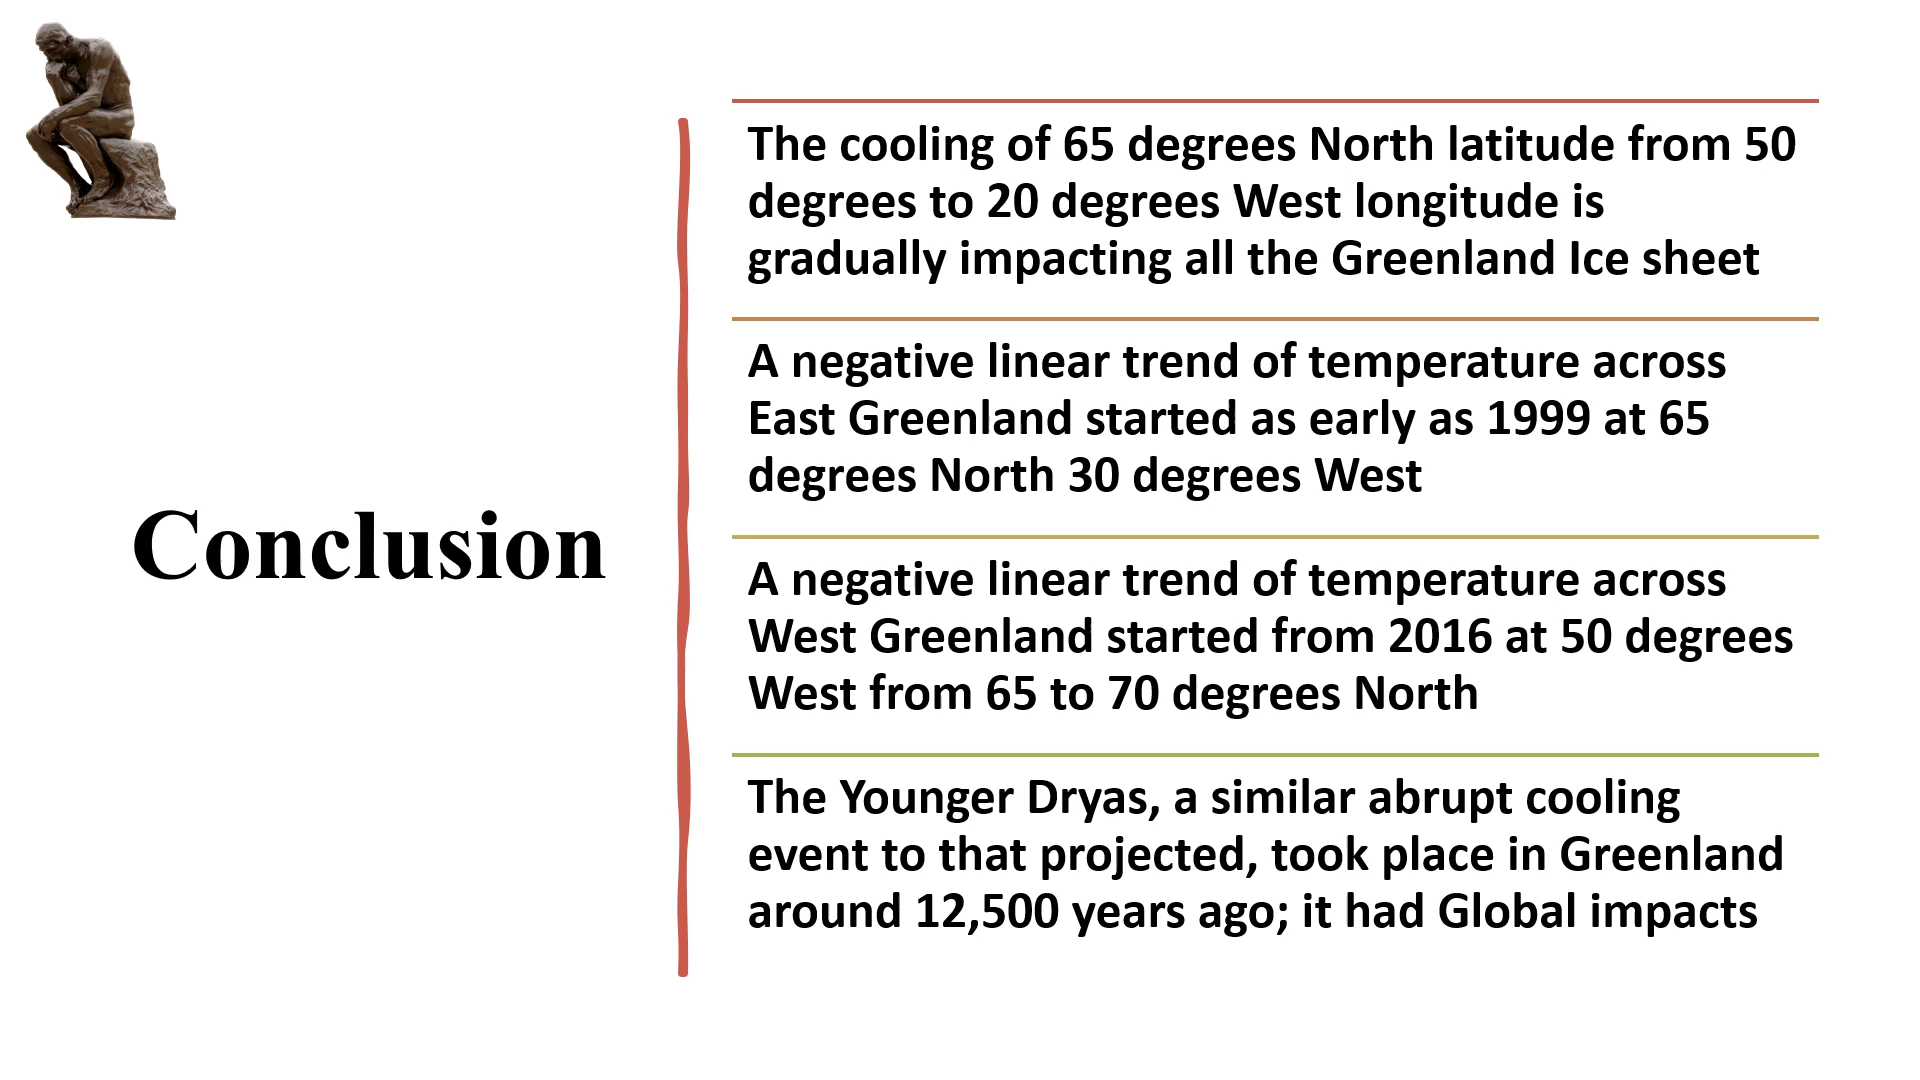 Conclusion
The cooling of 65 degrees North latitude from 50
degrees to 20 degrees West longitude is
gradually impacting all the Greenland Ice sheet
A negative linear trend of temperature across
East Greenland started as early as 1999 at 65
degrees North 30 degrees West
A negative linear trend of temperature across
West Greenland started from 2016 at 50 degrees
West from 65 to 70 degrees North
The Younger Dryas, a similar abrupt cooling
event to that projected, took place in Greenland
around 12,500 years ago; it had Global impacts